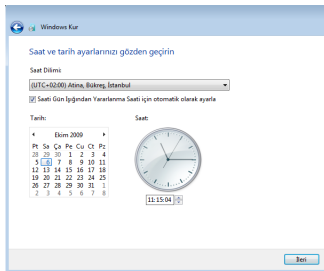 Windows Kur
Saat ve tarih ayarlarınızı gözden geçirin
Saat Dilimi:
(UTC+02:00) Atina, Bükreş, İstanbul
Saati Gün Işığından Yararlanma Saati için otomatik olarak ayarla
Tarih: Saat:
Ekim 2009
Pt Sa Ça Pe Cu Ct Pz
28 29 30 1 2 3 4
5 6 7 8 9 10 11
12 13 14 15 16 17 18
19 20 21 22 23 24 25
26 27 28 29 30 31 1
2 3 4 5 6 7 8
11:15:04
İleri